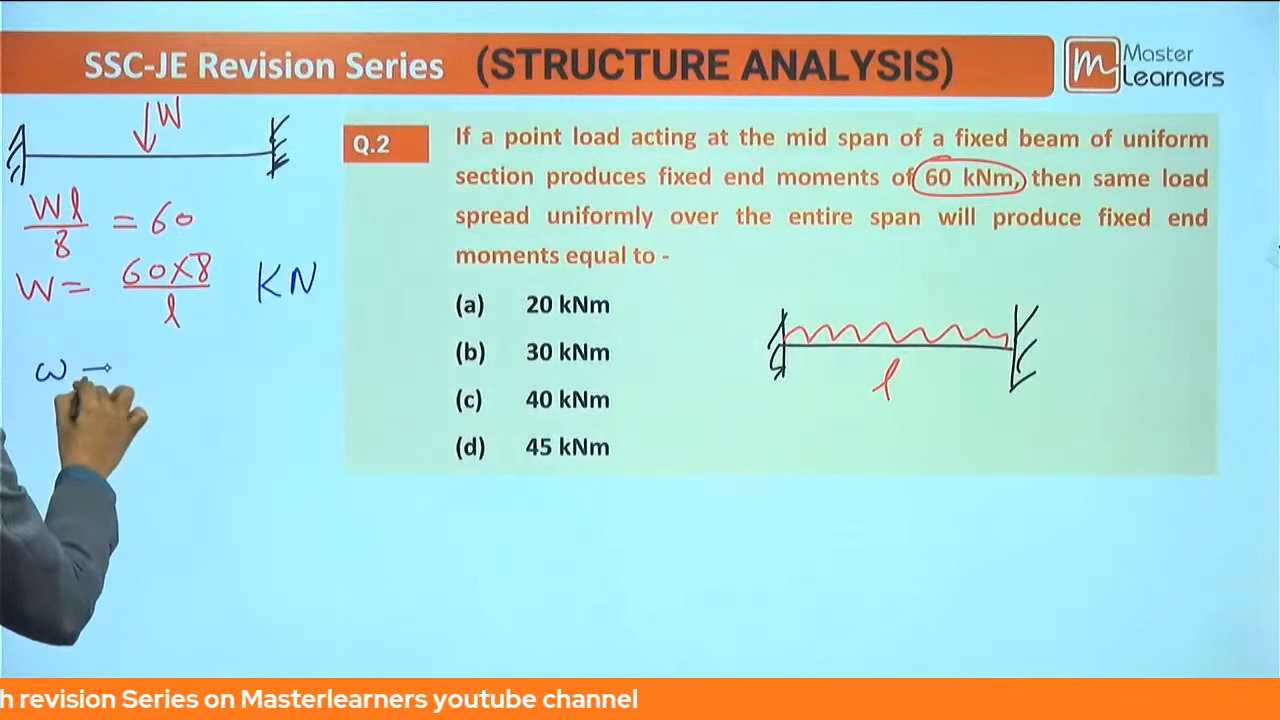 SSC-JE Revision Series (STRUCTURE ANALYSIS)
Master
Learners
W
Wl/8 = 60
W = 60×8/l KN
ω →
Q.2 If a point load acting at the mid span of a fixed beam of uniform
section produces fixed end moments of 60 kNm, then same load
spread uniformly over the entire span will produce fixed end
moments equal to -
(a) 20 kNm
(b) 30 kNm
(c) 40 kNm
(d) 45 kNm
l
h revision Series on Masterlearners youtube channel